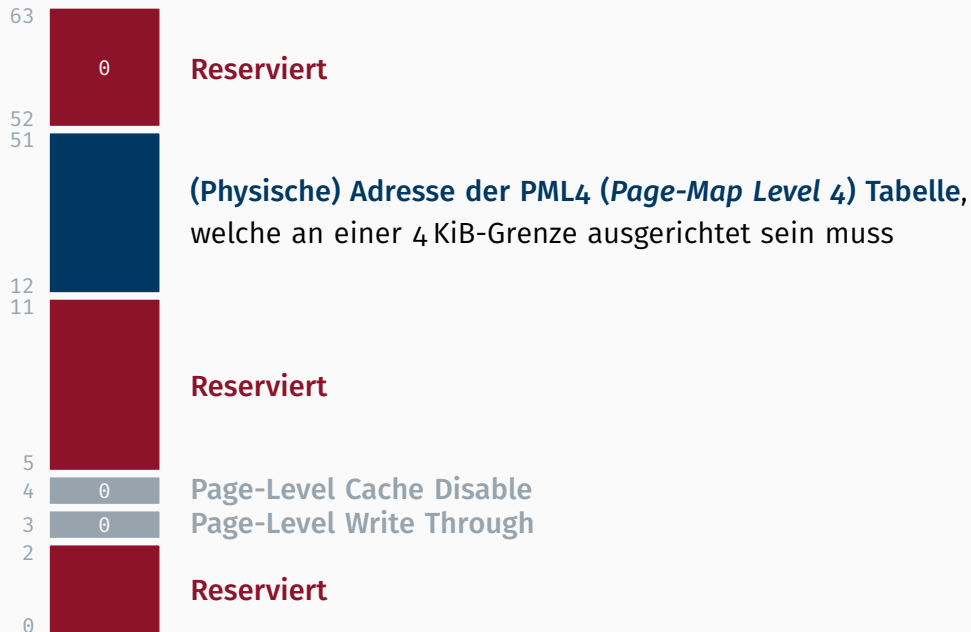 63
0 Reserviert
52
51
(Physische) Adresse der PML4 (Page-Map Level 4) Tabelle,
welche an einer 4 KiB-Grenze ausgerichtet sein muss
12
11
Reserviert
5
4 0 Page-Level Cache Disable
3 0 Page-Level Write Through
2
Reserviert
0